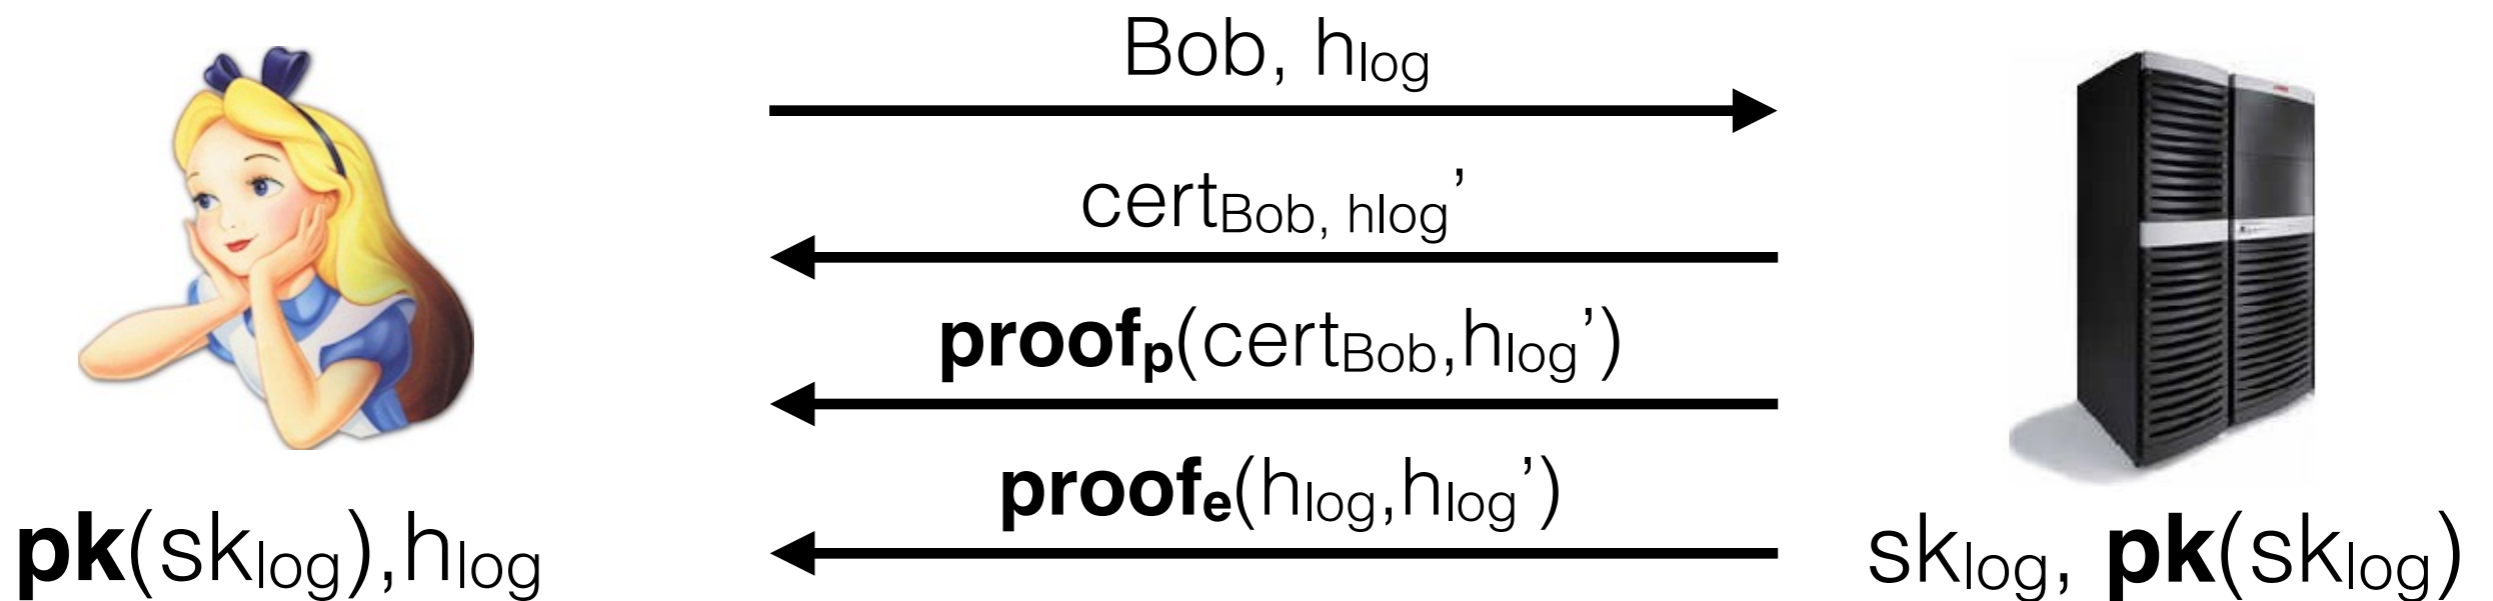 Bob, hlog
certBob, hlog’
proofp(certBob,hlog’)
proofe(hlog,hlog’)
pk(sklog),hlog
sklog, pk(sklog)